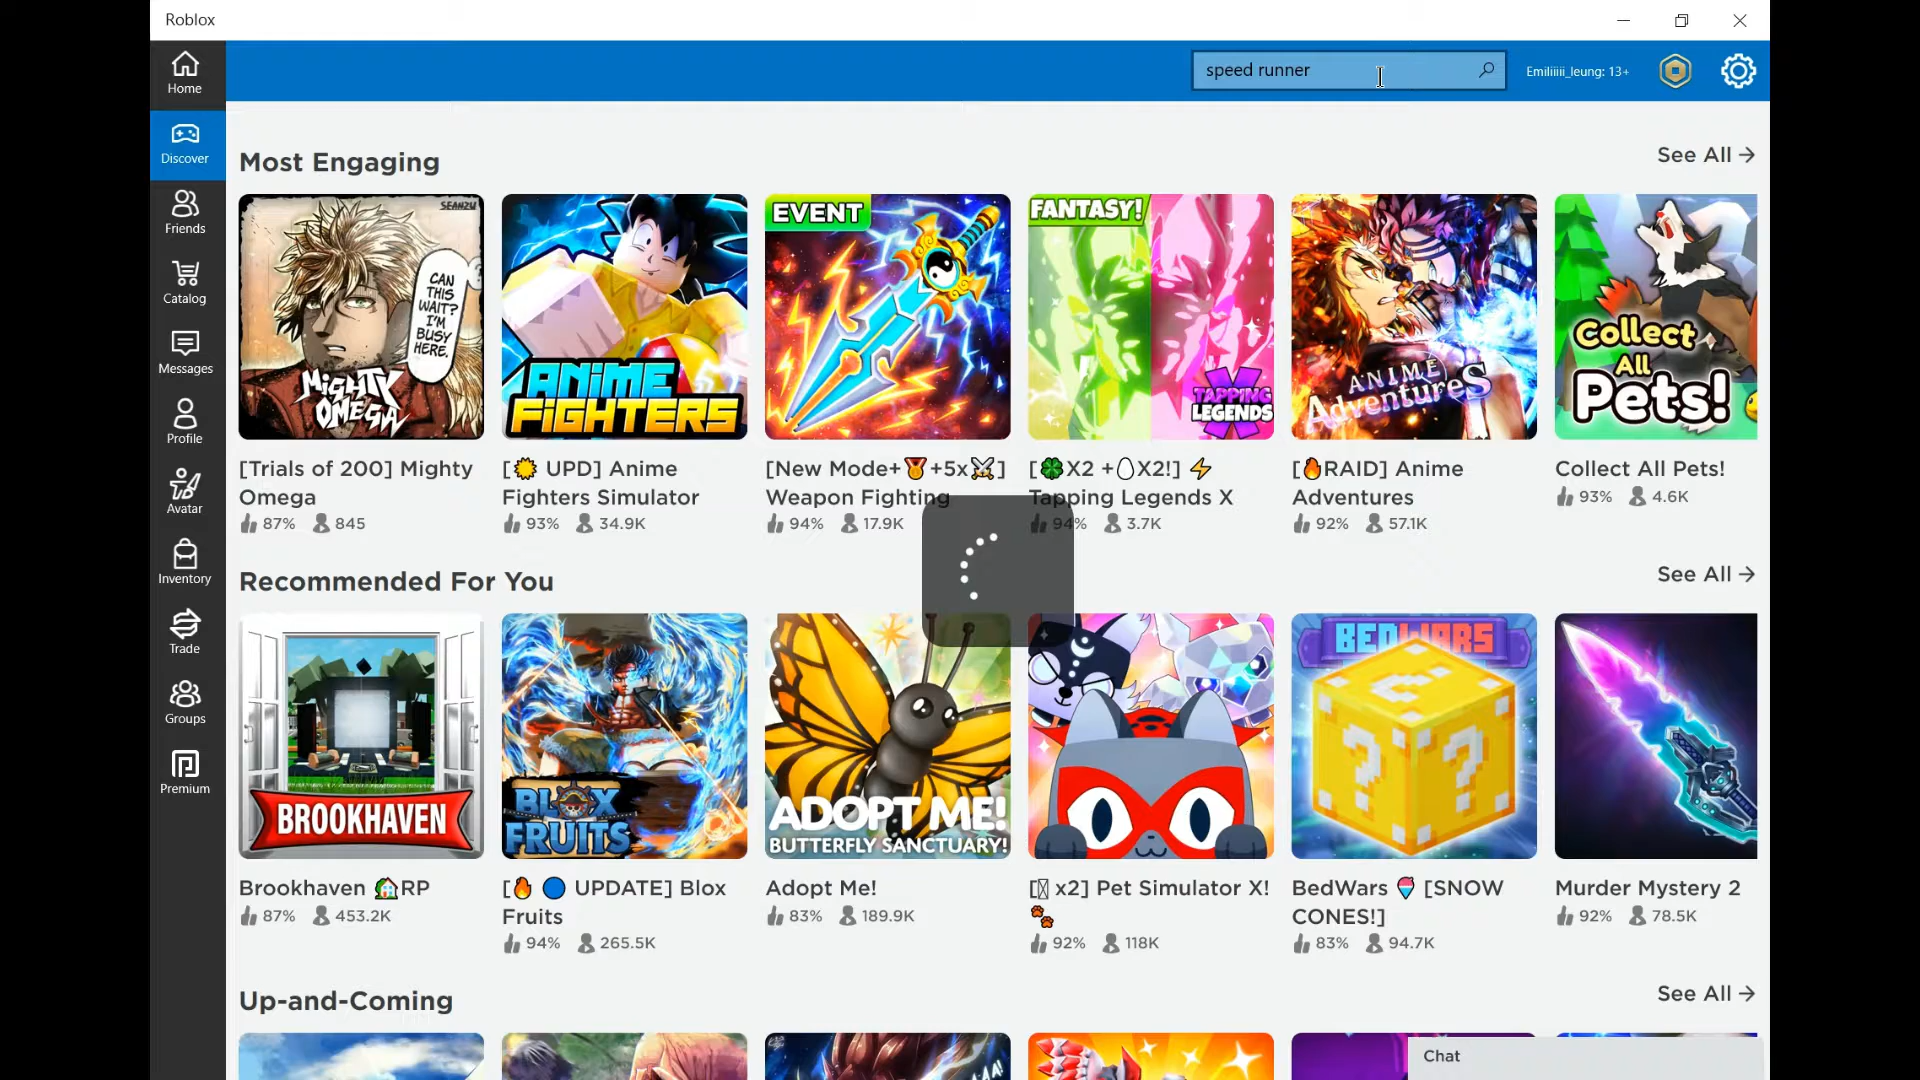 Roblox
Home
speed runner
Emiliiiii_leung: 13+
Discover
Friends
Catalog
Messages
Profile
Avatar
Inventory
Trade
Groups
Premium
Most Engaging
See All →
SEANZU
CAN
THIS
WAIT?
I'M
BUSY
HERE.
MIGHTY
OMEGA
ANIME
FIGHTERS
EVENT
FANTASY!
TAPPING
LEGENDS
ANIME
Adventures
Collect
All
Pets!
[Trials of 200] Mighty
Omega
87% 845
[☀️ UPD] Anime
Fighters Simulator
93% 34.9K
[New Mode+🏅+5x⚔️]
Weapon Fighting
94% 17.9K
[🍀X2 +🥚X2!] ⚡
Tapping Legends X
94% 3.7K
[🔥RAID] Anime
Adventures
92% 57.1K
Collect All Pets!
93% 4.6K
Recommended For You
See All →
BROOKHAVEN
BLOX
FRUITS
ADOPT ME!
BUTTERFLY SANCTUARY!
BEDWARS
Brookhaven 🏠RP
87% 453.2K
[🔥 🔵 UPDATE] Blox
Fruits
94% 265.5K
Adopt Me!
83% 189.9K
[▯ x2] Pet Simulator X!
🐾
92% 118K
BedWars 🍧 [SNOW
CONES!]
83% 94.7K
Murder Mystery 2
92% 78.5K
Up-and-Coming
See All →
Chat